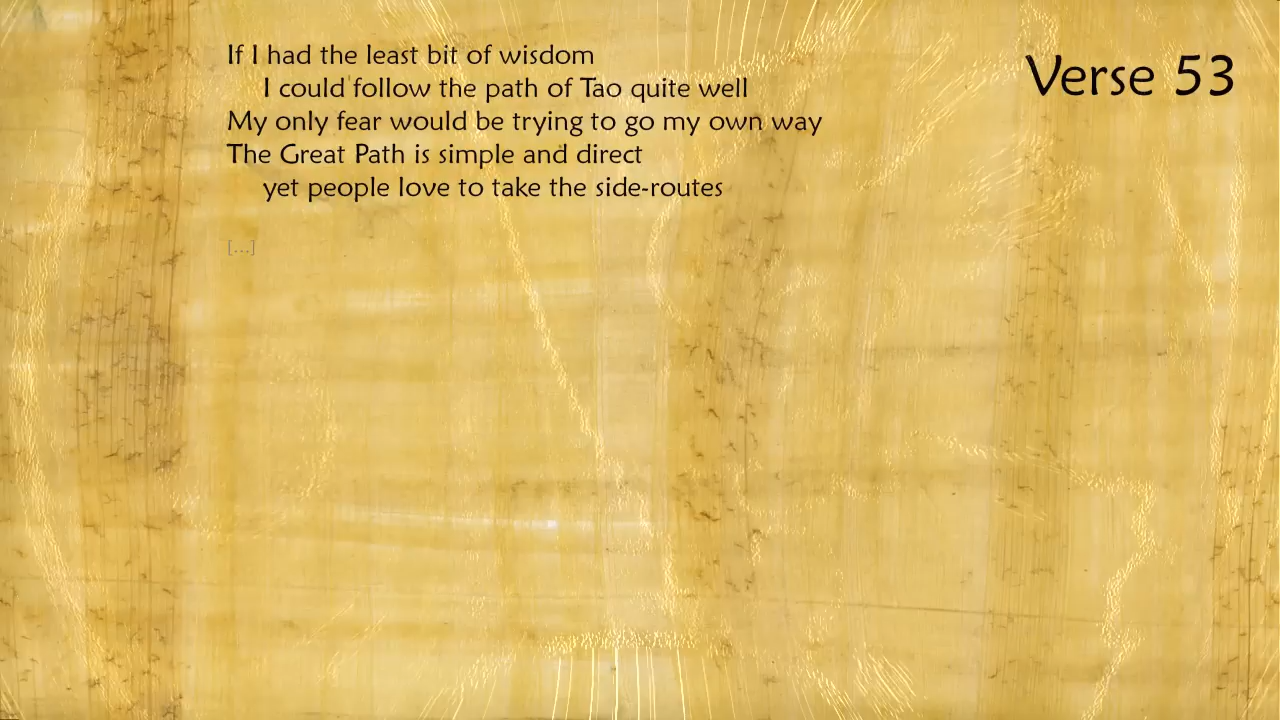 If I had the least bit of wisdom
I could follow the path of Tao quite well
My only fear would be trying to go my own way
The Great Path is simple and direct
yet people love to take the side-routes
[...]
Verse 53